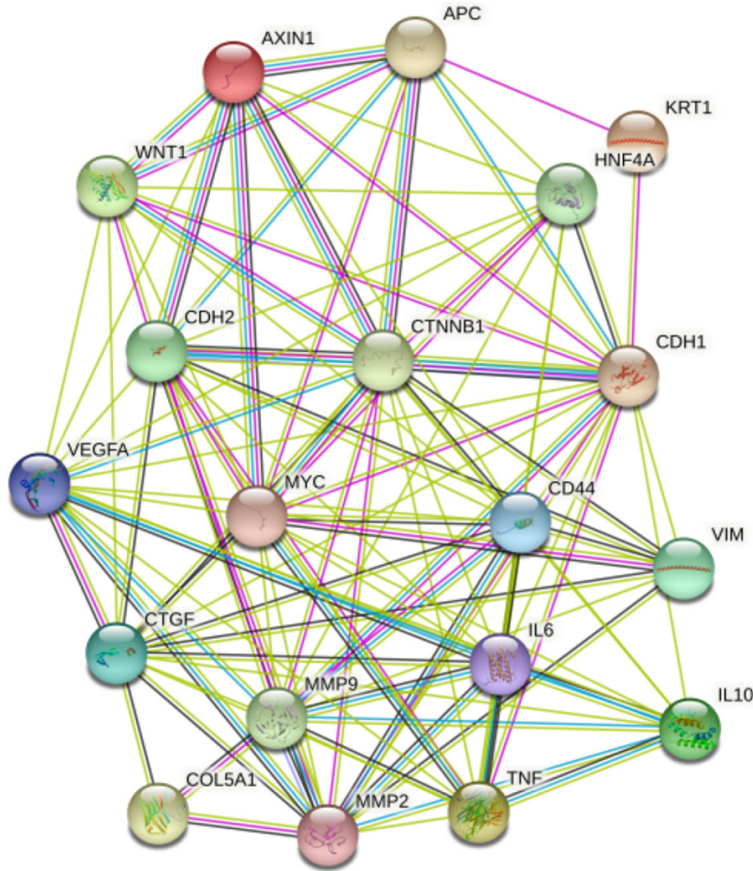 APC
AXIN1
KRT1
WNT1
HNF4A
CDH2
CTNNB1
CDH1
VEGFA
MYC
CD44
VIM
CTGF
IL6
MMP9
IL10
COL5A1
TNF
MMP2